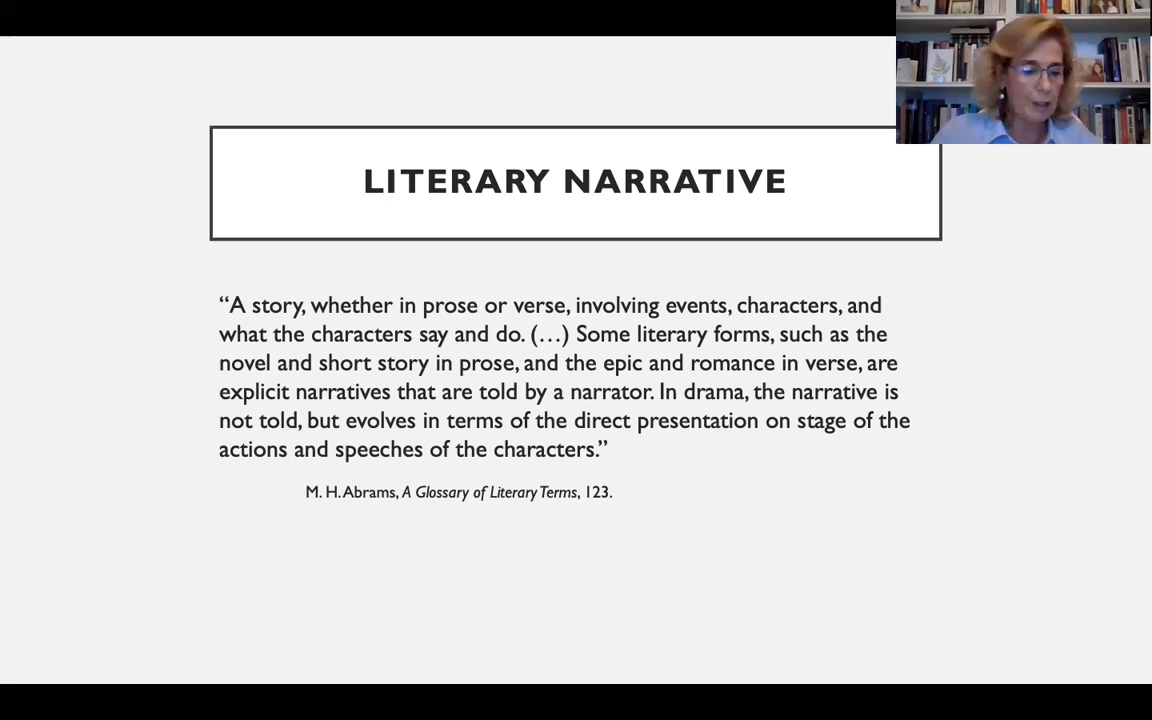 LITERARY NARRATIVE
“A story, whether in prose or verse, involving events, characters, and
what the characters say and do. (…) Some literary forms, such as the
novel and short story in prose, and the epic and romance in verse, are
explicit narratives that are told by a narrator. In drama, the narrative is
not told, but evolves in terms of the direct presentation on stage of the
actions and speeches of the characters.”
M. H. Abrams, A Glossary of Literary Terms, 123.